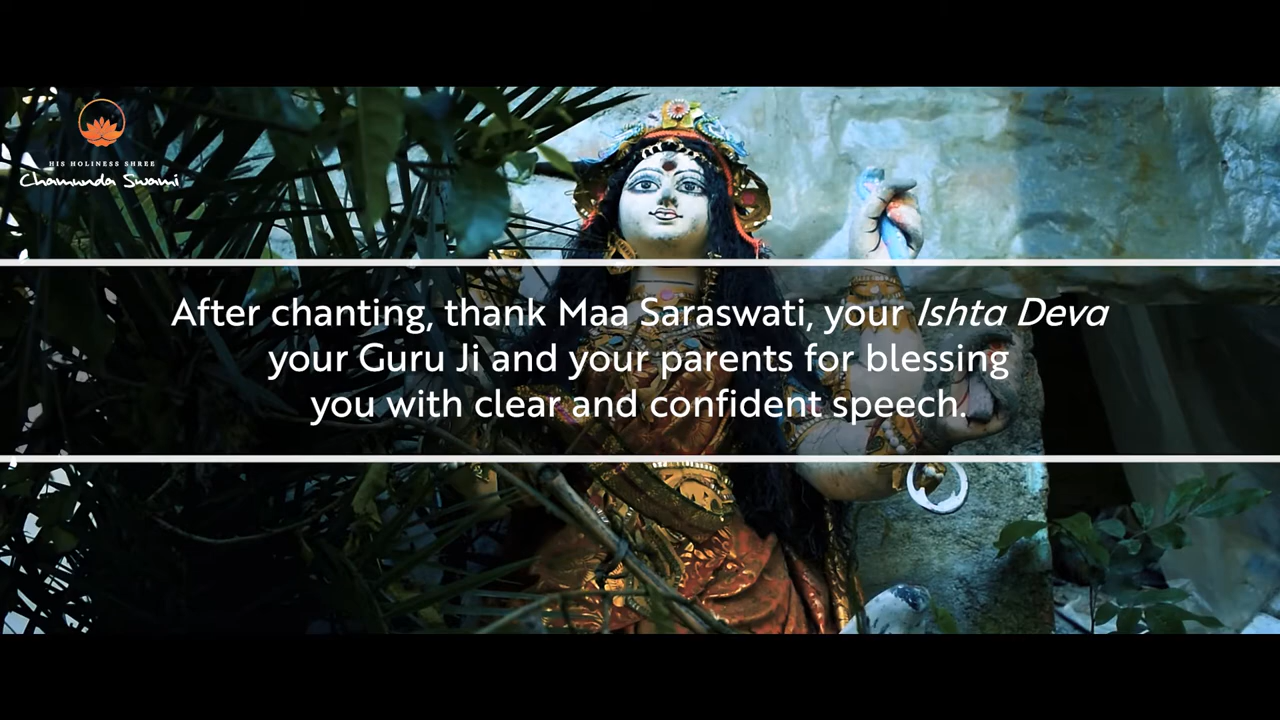 HIS HOLINESS SHREE
Chamunda Swami
After chanting, thank Maa Saraswati, your Ishta Deva
your Guru Ji and your parents for blessing
you with clear and confident speech.